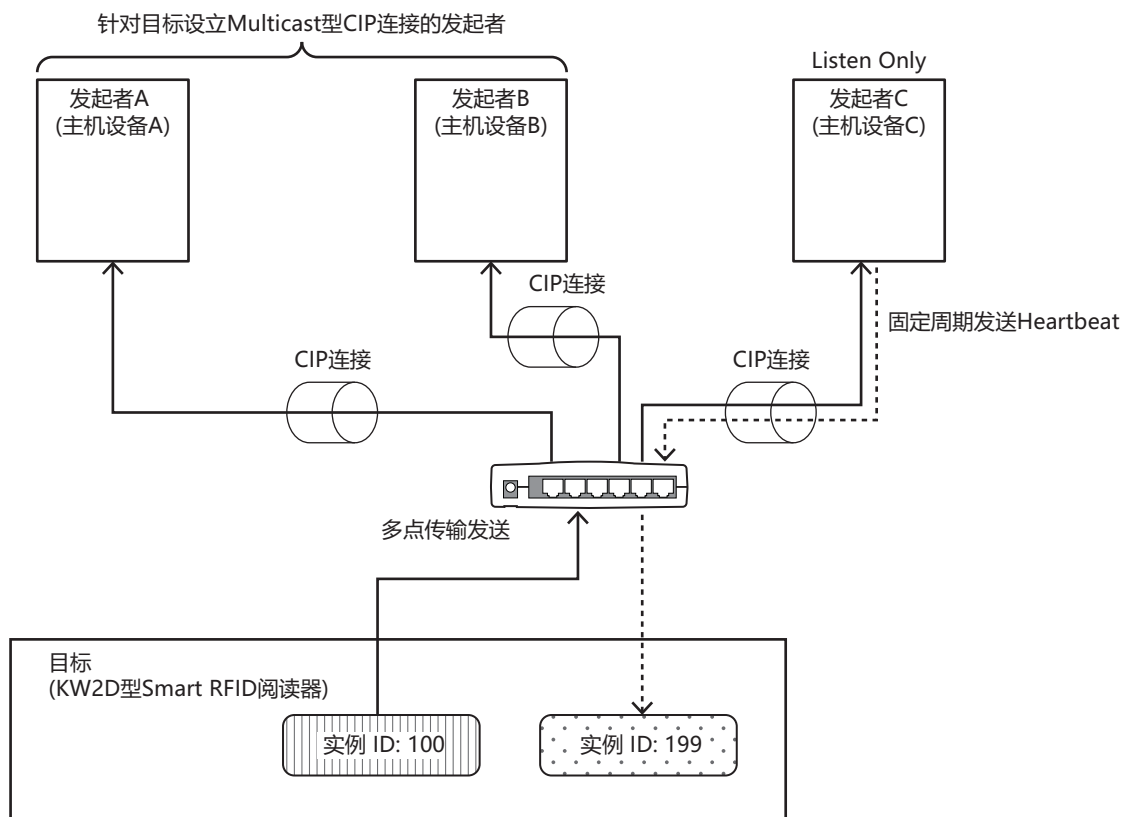 针对目标设立Multicast型CIP连接的发起者
Listen Only
发起者A
(主机设备A)
发起者B
(主机设备B)
发起者C
(主机设备C)
CIP连接
固定周期发送Heartbeat
CIP连接
CIP连接
多点传输发送
目标
(KW2D型Smart RFID阅读器)
实例 ID: 100
实例 ID: 199